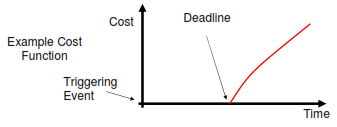 Cost
Deadline
Example Cost
Function
Triggering
Event
Time